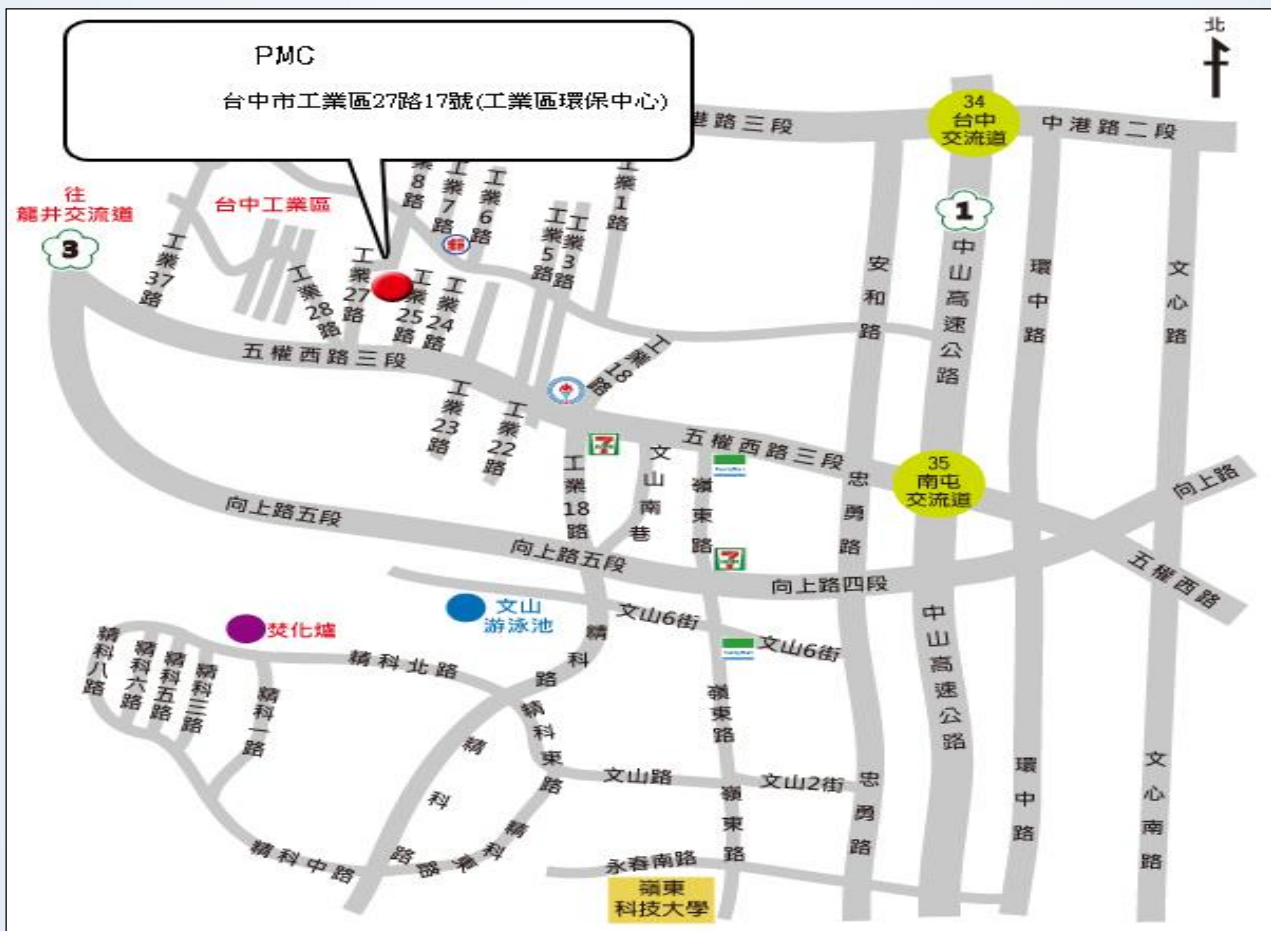 PMC
台中市工業區27路17號(工業區環保中心)
北
港路三段
34
台中
交流道
中港路二段
往
龍井交流道
3
台中工業區
業8路
工業7路
工業6路
工業5路
工業3路
工業1路
1
中山高速公路
安和路
環中路
文心路
工業37路
工業28路
工業27路
工業25路
工業24路
五權西路三段
工業23路
工業22路
工業18路
7
工業18路
文山南巷
嶺東路
五權西路三段
FamilyMart
忠勇路
35
南屯
交流道
向上路
五權西路
向上路五段
向上路五段
7
向上路四段
焚化爐
文山
游泳池
文山6街
文山6街
FamilyMart
精科路
精科北路
精科八路
精科六路
精科五路
精科三路
精科一路
精科東路
嶺東路
中山高速公路
文山路
文山2街
忠勇路
環中路
文心南路
精科路
精科東路
精科中路
嶺東路
永春南路
嶺東
科技大學